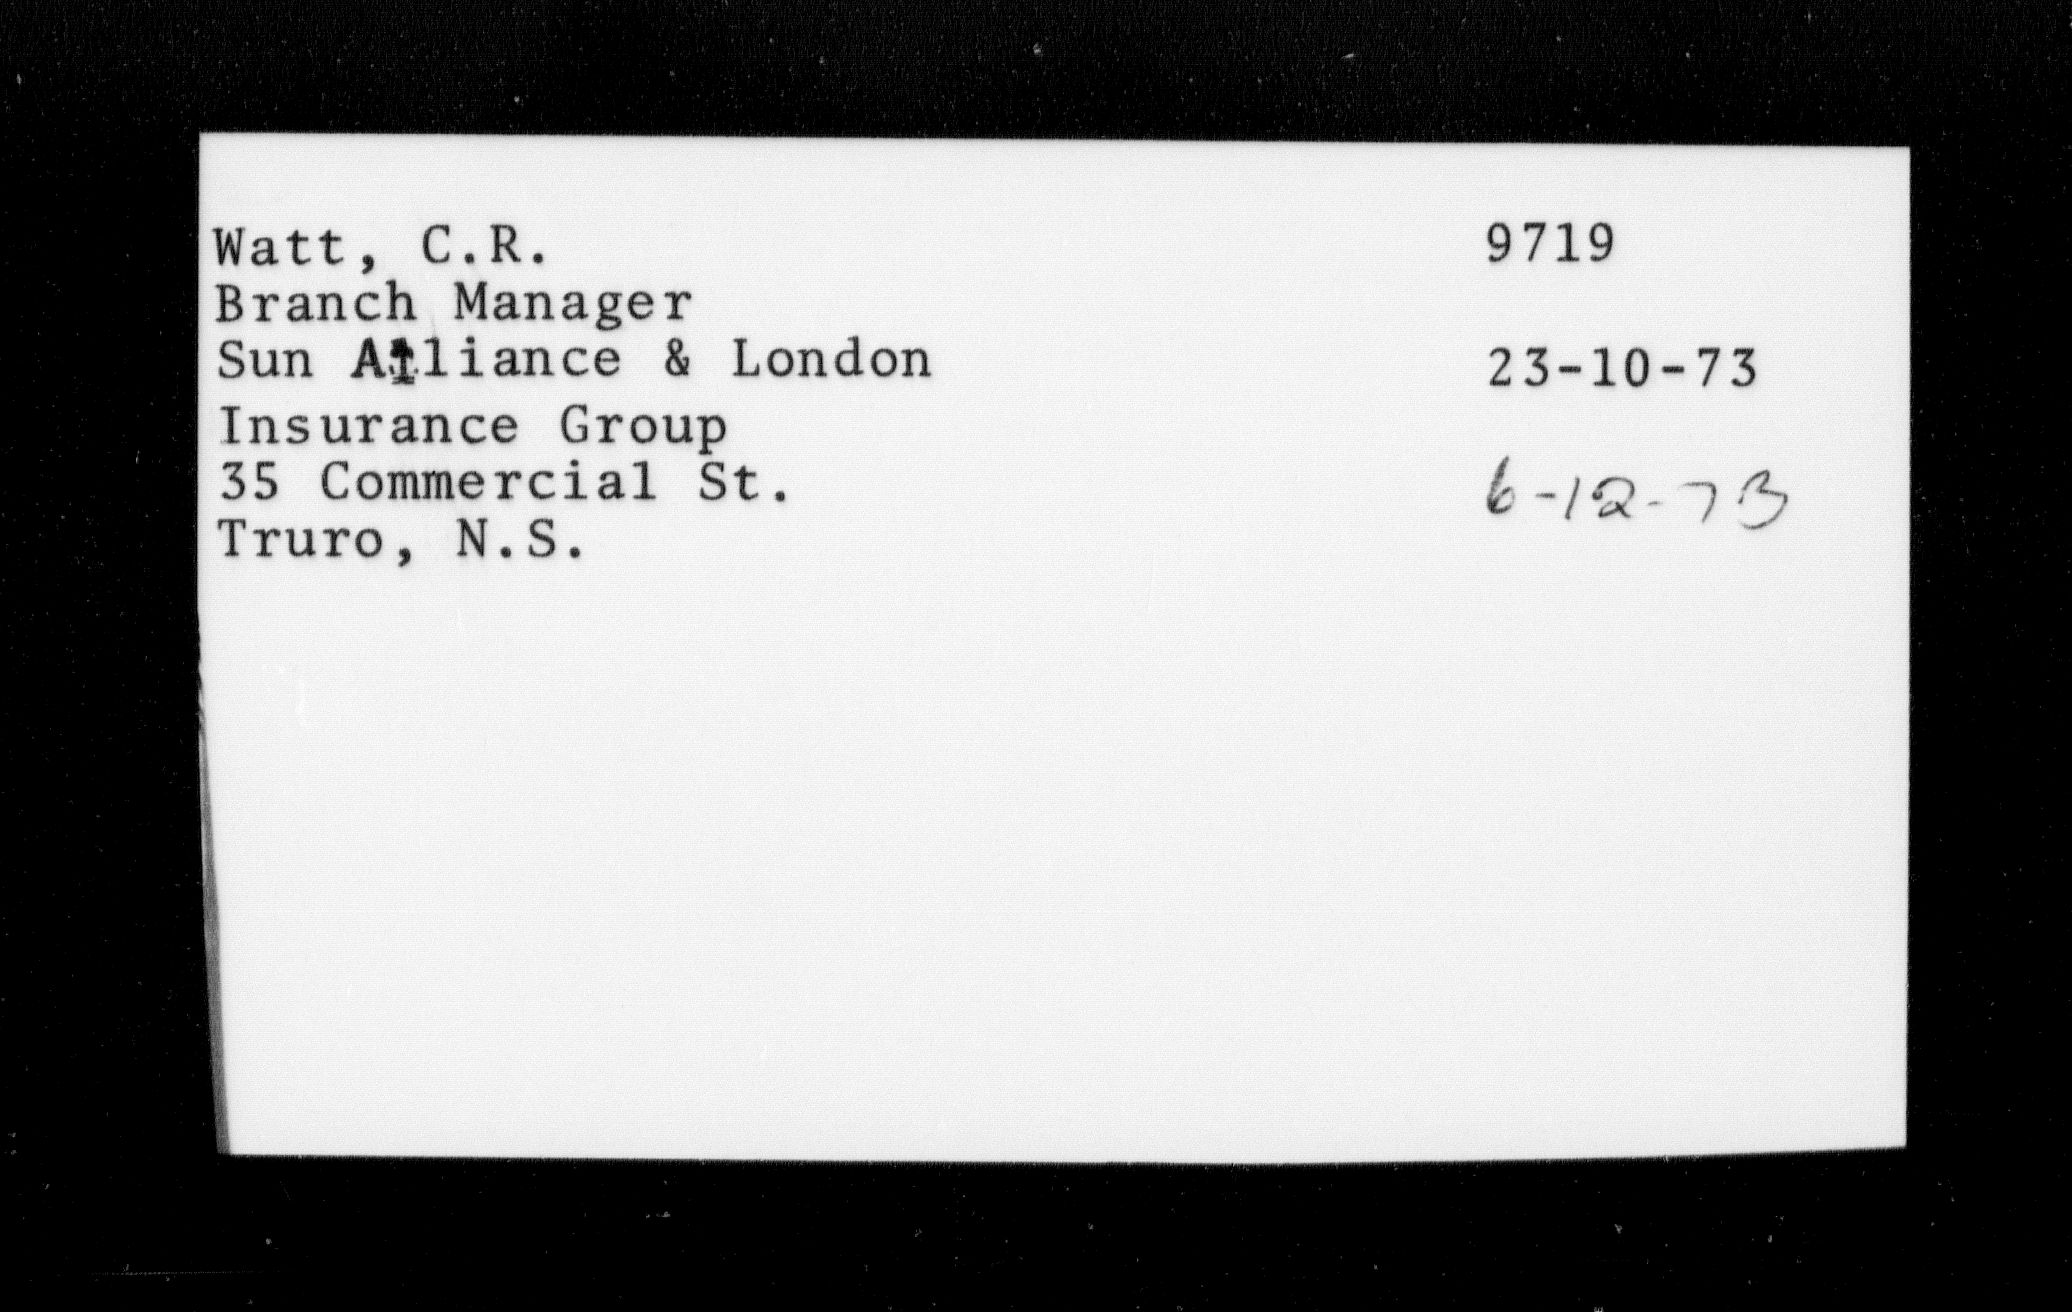 Watt, C.R. 9719
Branch Manager
Sun Alliance & London 23-10-73
Insurance Group
35 Commercial St. 6-12-73
Truro, N.S.